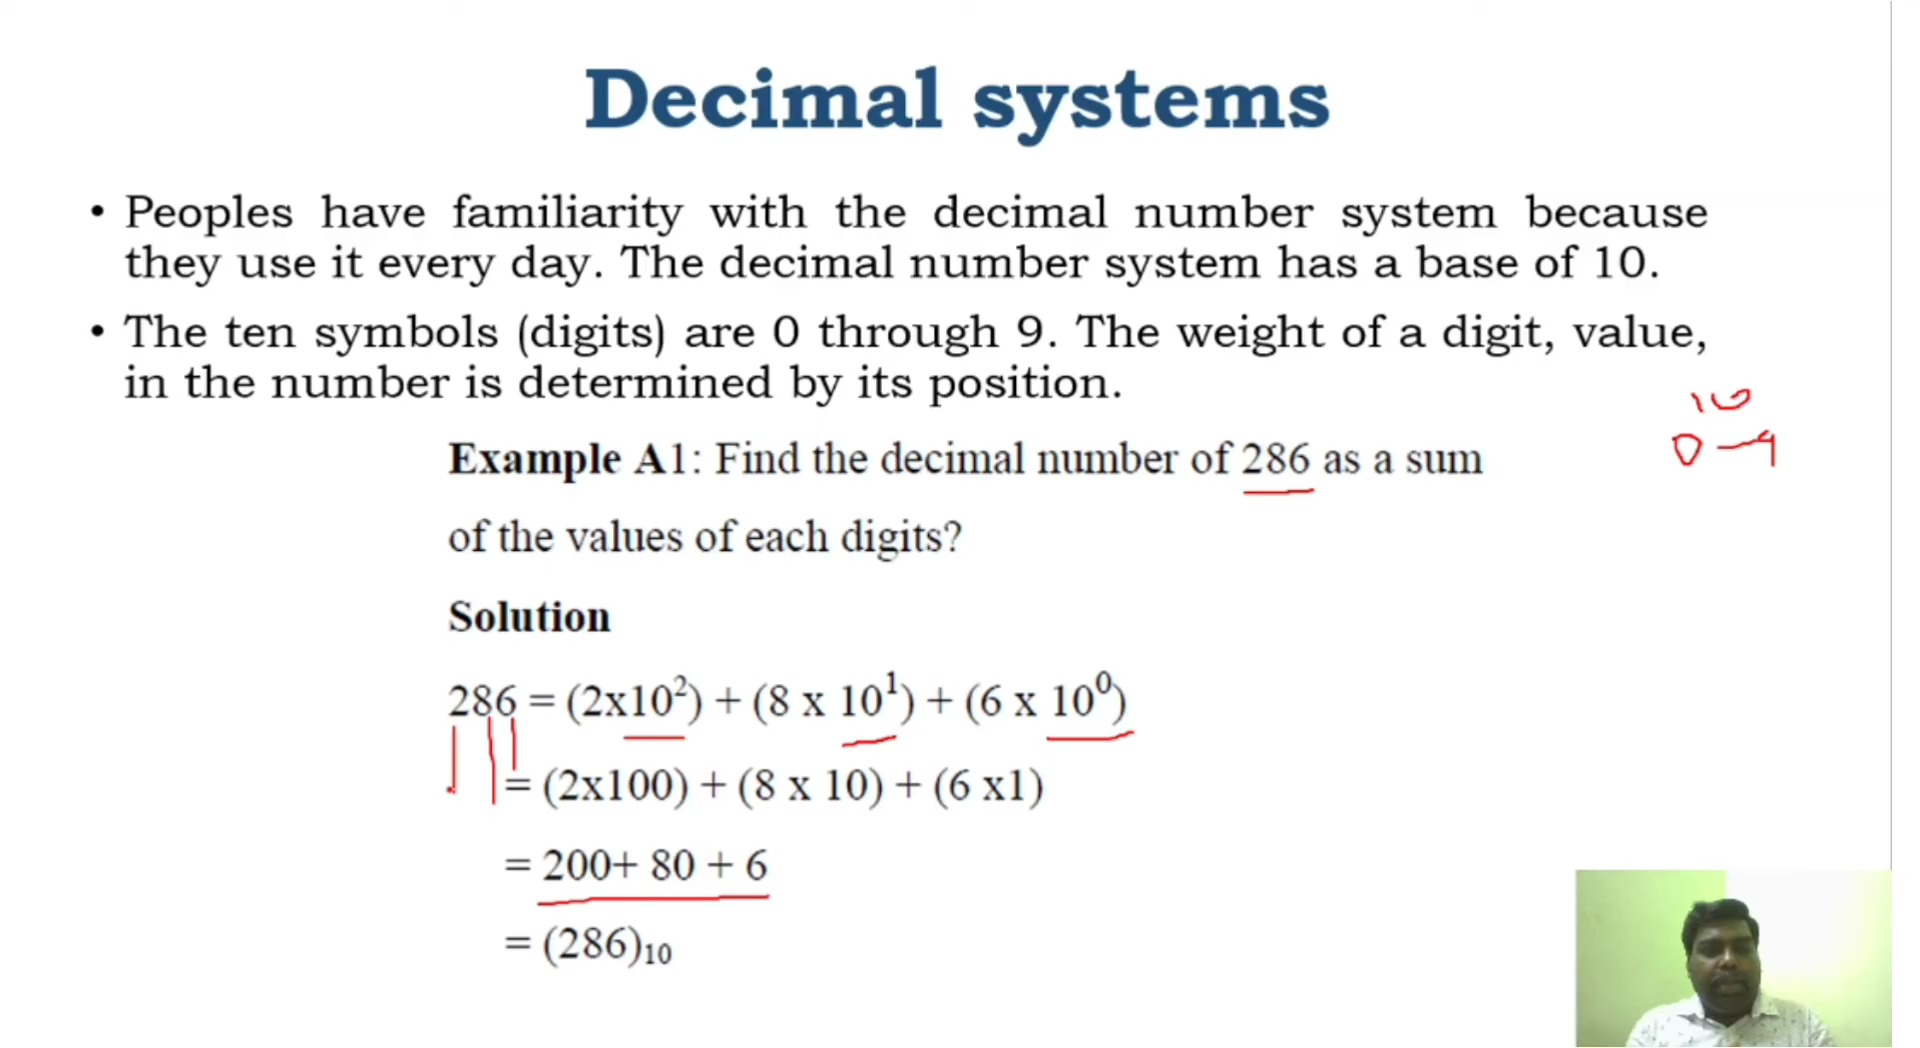 Decimal systems
• Peoples have familiarity with the decimal number system because
they use it every day. The decimal number system has a base of 10.
• The ten symbols (digits) are 0 through 9. The weight of a digit, value,
in the number is determined by its position.
10
0-9
Example A1: Find the decimal number of 286 as a sum
of the values of each digits?
Solution
286 = (2x10²) + (8 x 10¹) + (6 x 10⁰)
= (2x100) + (8 x 10) + (6 x1)
= 200+ 80 + 6
= (286)₁₀